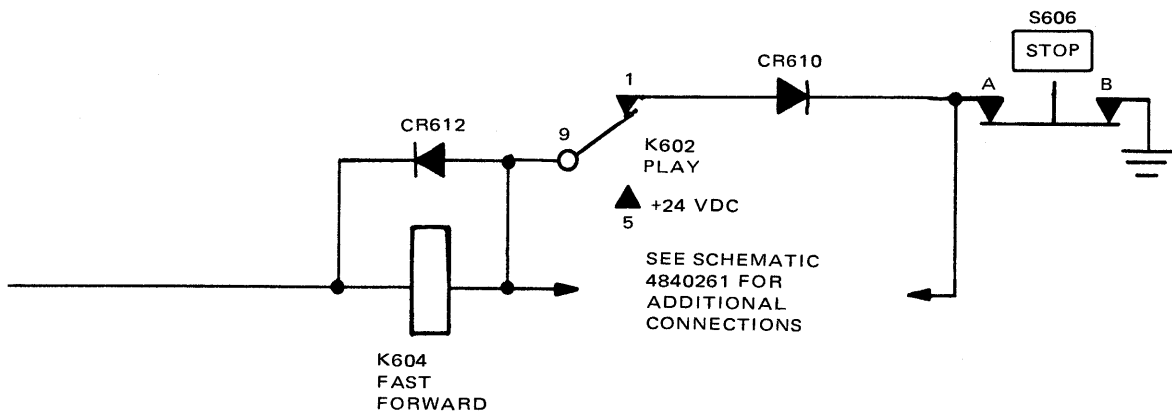 S606
STOP
CR610
A
B
1
CR612
9
K602
PLAY
+24 VDC
5
SEE SCHEMATIC
4840261 FOR
ADDITIONAL
CONNECTIONS
K604
FAST
FORWARD